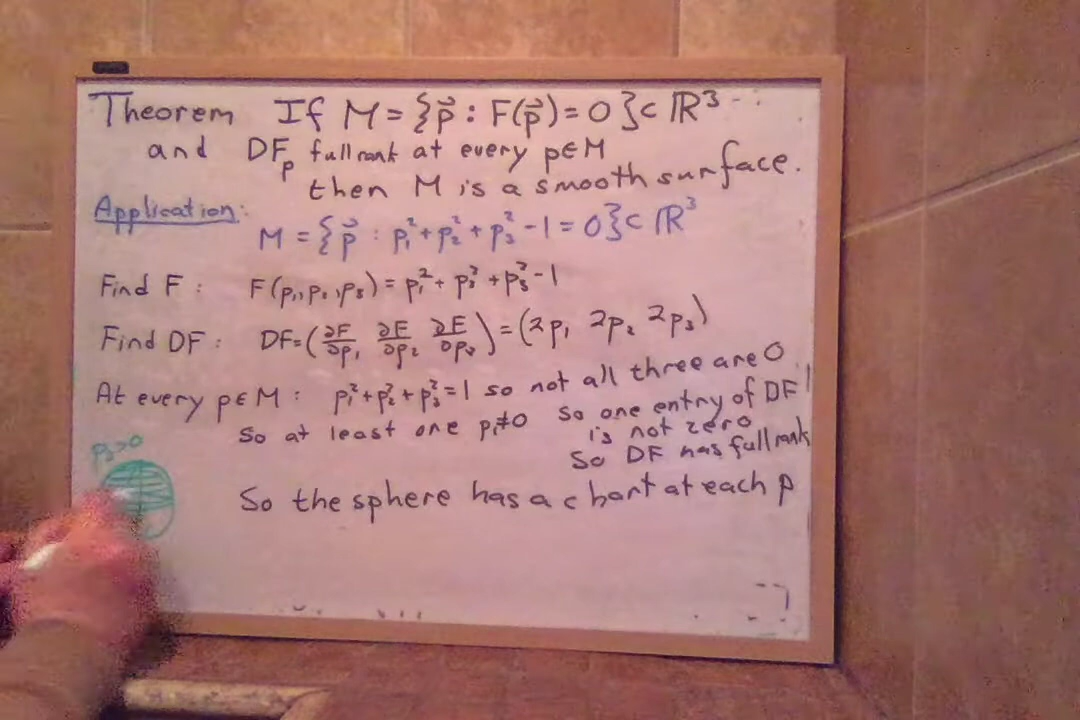 Theorem If M = {p⃗ : F(p⃗) = 0} ⊂ ℝ³
and DFₚ full rank at every p∈M
then M is a smooth surface.
Application:
M = {p⃗ : p₁² + p₂² + p₃² - 1 = 0} ⊂ ℝ³
Find F : F(p₁, p₂, p₃) = p₁² + p₂² + p₃² - 1
Find DF : DF = (∂F/∂p₁ ∂F/∂p₂ ∂F/∂p₃) = (2p₁ 2p₂ 2p₃)
At every p∈M : p₁² + p₂² + p₃² = 1 so not all three are 0
So at least one pᵢ≠0 So one entry of DF
is not zero
So DF has full rank
p₃>0
So the sphere has a chart at each p